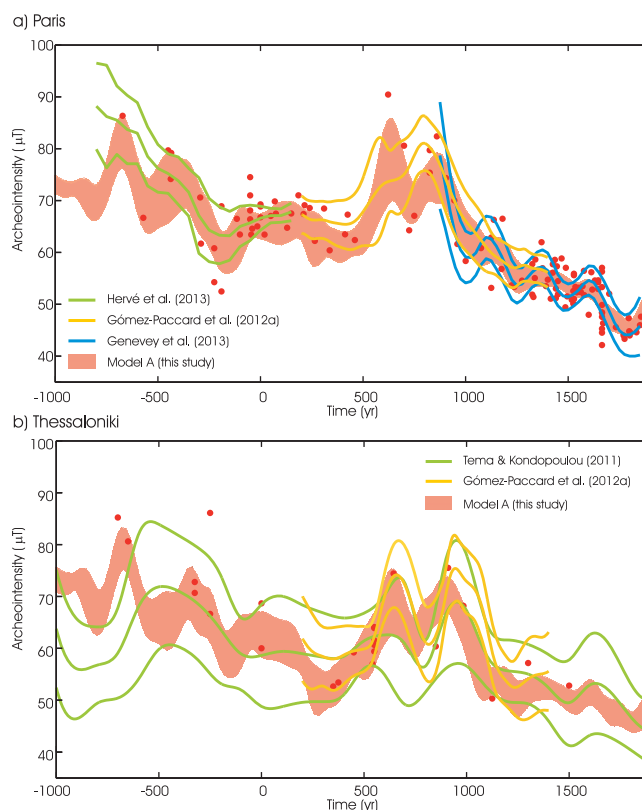 a) Paris
100
90
80
70
60
50
40
Archeointensity ( μT)
Hervé et al. (2013)
Gómez-Paccard et al. (2012a)
Genevey et al. (2013)
Model A (this study)
-1000 -500 0 500 1000 1500
Time (yr)
b) Thessaloniki
100
90
80
70
60
50
40
Archeointensity ( μT)
Tema & Kondopoulou (2011)
Gómez-Paccard et al. (2012a)
Model A (this study)
-1000 -500 0 500 1000 1500
Time (yr)